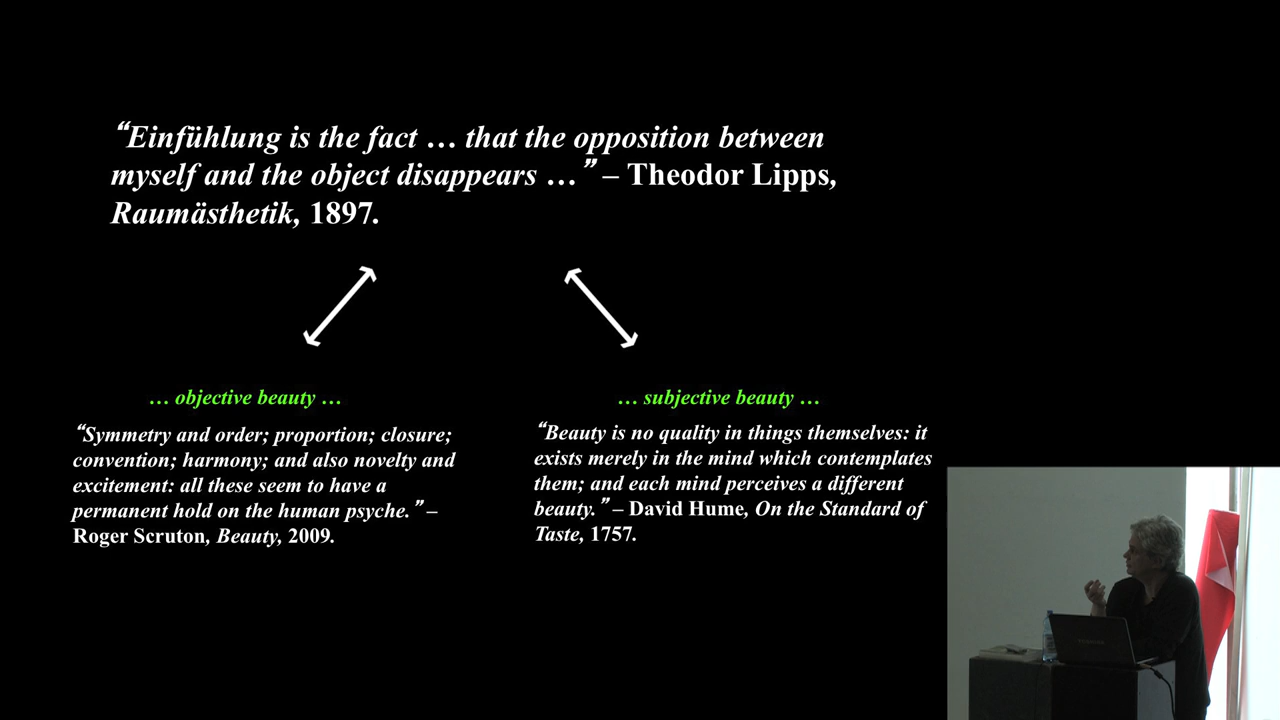 “Einfühlung is the fact … that the opposition between
myself and the object disappears …” – Theodor Lipps,
Raumästhetik, 1897.
… objective beauty …
“Symmetry and order; proportion; closure;
convention; harmony; and also novelty and
excitement: all these seem to have a
permanent hold on the human psyche.” –
Roger Scruton, Beauty, 2009.
… subjective beauty …
“Beauty is no quality in things themselves: it
exists merely in the mind which contemplates
them; and each mind perceives a different
beauty.” – David Hume, On the Standard of
Taste, 1757.
TOSHIBA